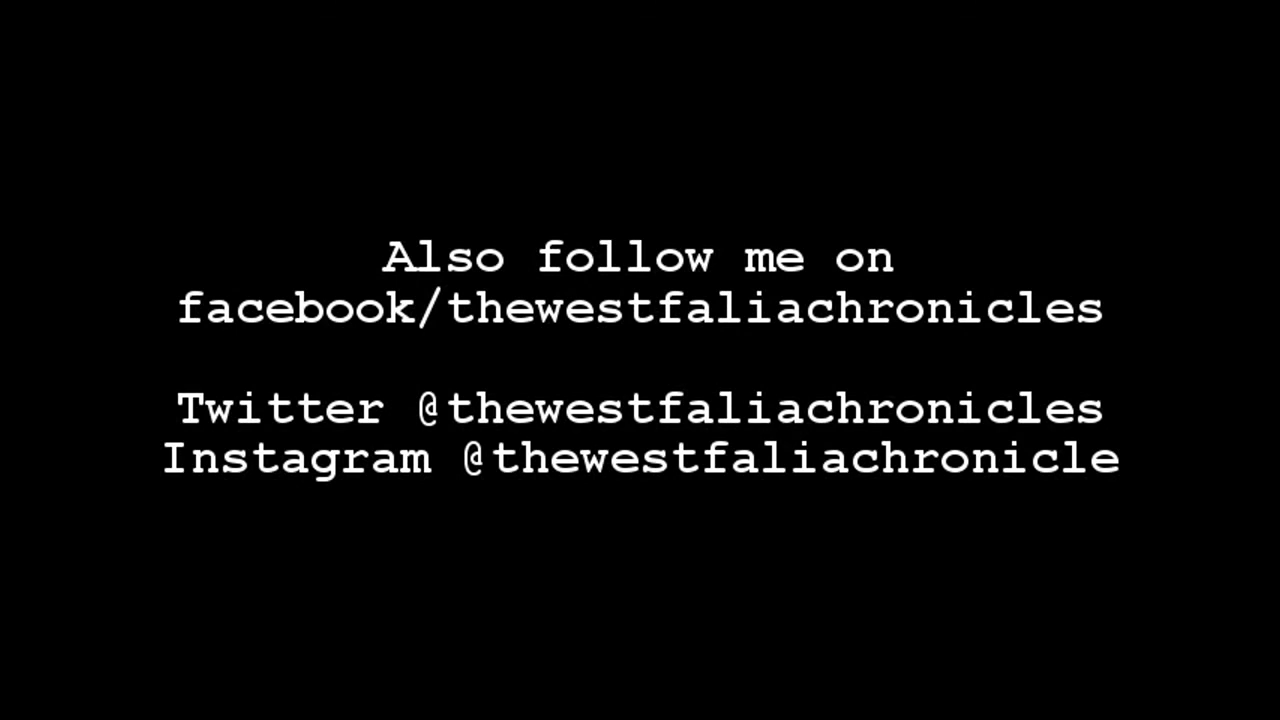 Also follow me on
facebook/thewestfaliachronicles
Twitter @thewestfaliachronicles
Instagram @thewestfaliachronicle